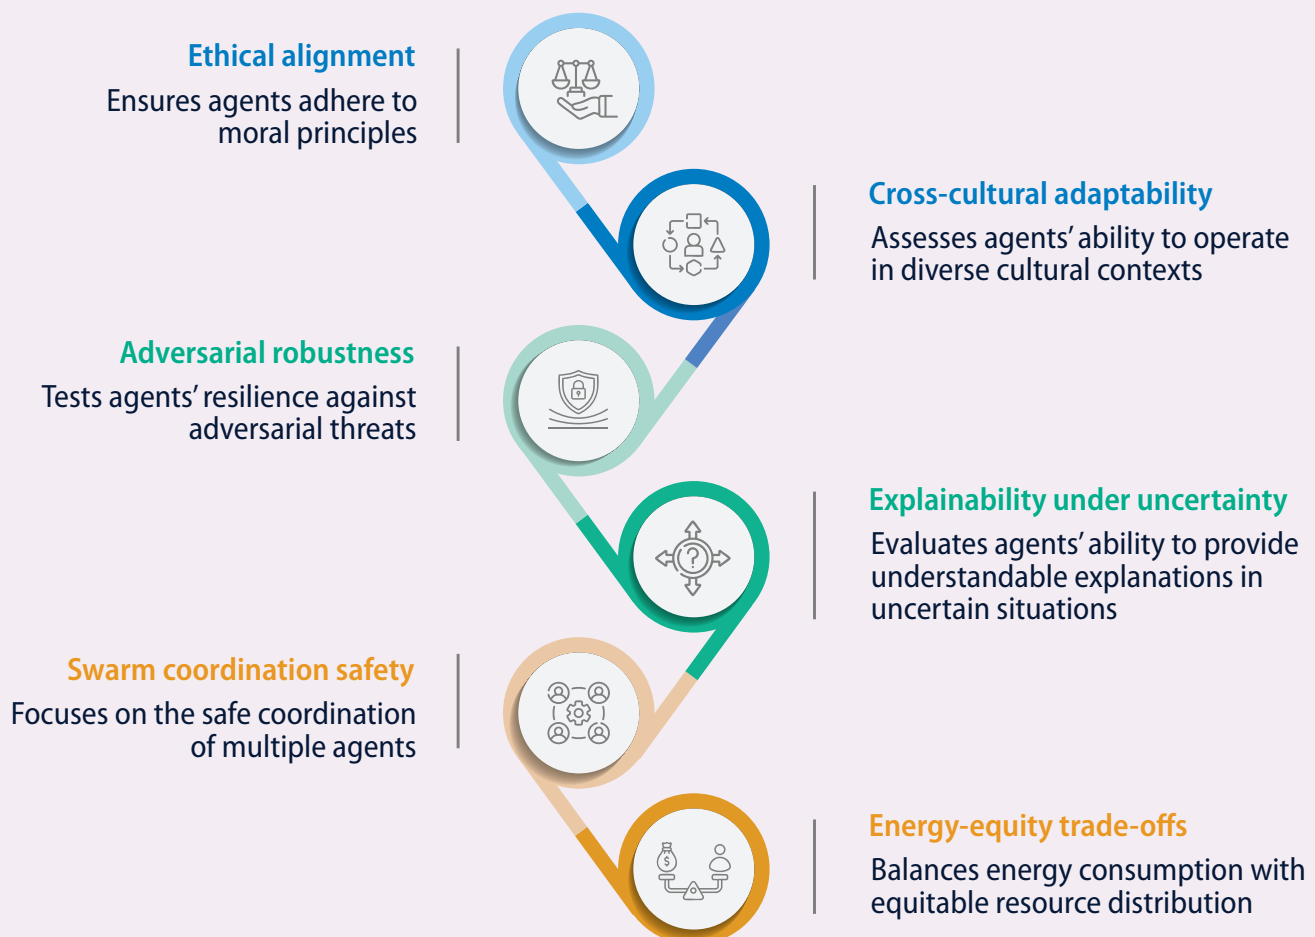 Ethical alignment
Ensures agents adhere to
moral principles
Cross-cultural adaptability
Assesses agents’ ability to operate
in diverse cultural contexts
Adversarial robustness
Tests agents’ resilience against
adversarial threats
Explainability under uncertainty
Evaluates agents’ ability to provide
understandable explanations in
uncertain situations
?
Swarm coordination safety
Focuses on the safe coordination
of multiple agents
Energy-equity trade-offs
Balances energy consumption with
equitable resource distribution
$